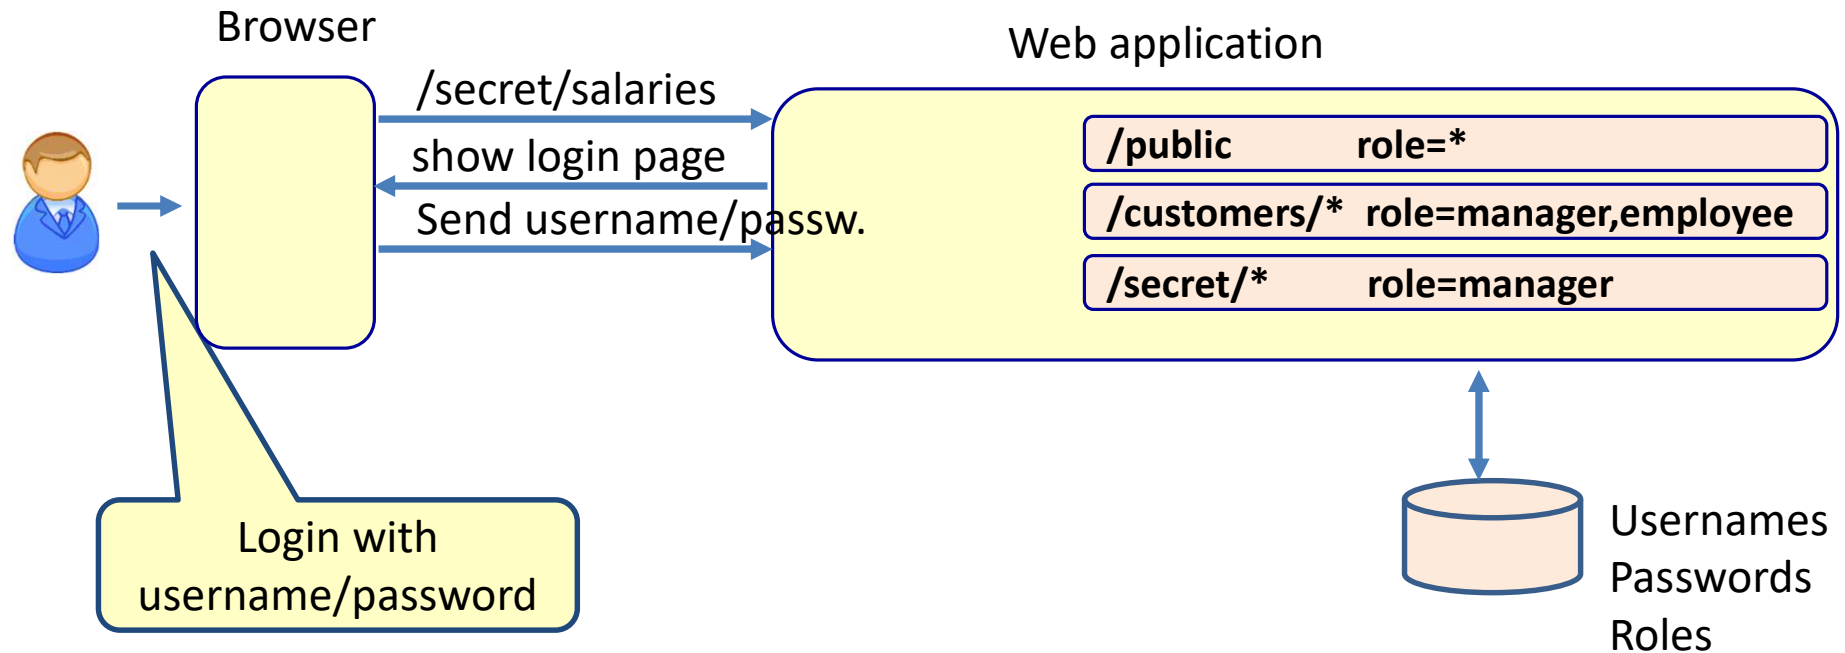 Browser
Web application
/secret/salaries
show login page
Send username/passw.
/public role=*
/customers/* role=manager,employee
/secret/* role=manager
Login with
username/password
Usernames
Passwords
Roles